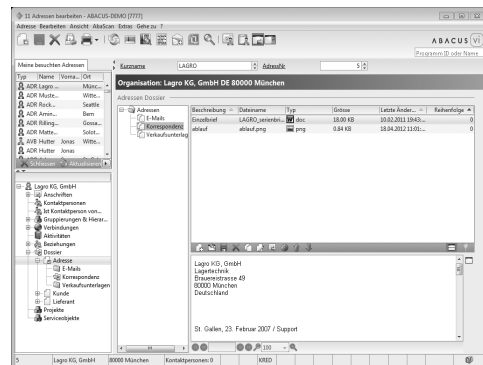 11 Adressen bearbeiten - ABACUS-DEMO [7777]
Adresse Bearbeiten Ansicht AbaScan Extras Gehe zu ?
ABACUS vi
Programm ID oder Name
Meine besuchten Adressen
Kurzname LAGRO AdressNr 5
Typ Name Vorna... Ort
ADR Lagro ... Münc...
ADR Muste... Witte...
ADR Rock... Seattle
ADR Amin... Bern
ADR Rilling... Gossa...
ADR Matte... Solot...
AVB Hutter Jonas Witte...
ADR Hutter Jonas
Schliessen Aktualisieren
Organisation: Lagro KG, GmbH DE 80000 München
Adressen Dossier
Adressen
E-Mails
Korrespondenz
Verkaufsunterlag
Beschreibung Dateiname Typ Grösse Letzte Änder... Reihenfolge
Einzelbrief LAGRO_serienbri... doc 18.00 KB 10.02.2011 19:43:... 0
ablauf ablauf.png png 0.84 KB 18.04.2012 11:01:... 0
Lagro KG, GmbH
Anschriften
Kontaktpersonen
Ist Kontaktperson von...
Gruppierungen & Hierar...
Verbindungen
Aktivitäten
Beziehungen
Dossier
Adresse
E-Mails
Korrespondenz
Verkaufsunterlagen
Kunde
Lieferant
Projekte
Serviceobjekte
Lagro KG, GmbH
Lagertechnik
Brauereistrasse 49
80000 München
Deutschland
St. Gallen, 23. Februar 2007 / Support
100
5 Lagro KG, GmbH 80000 München Kontaktpersonen: 0 KRED